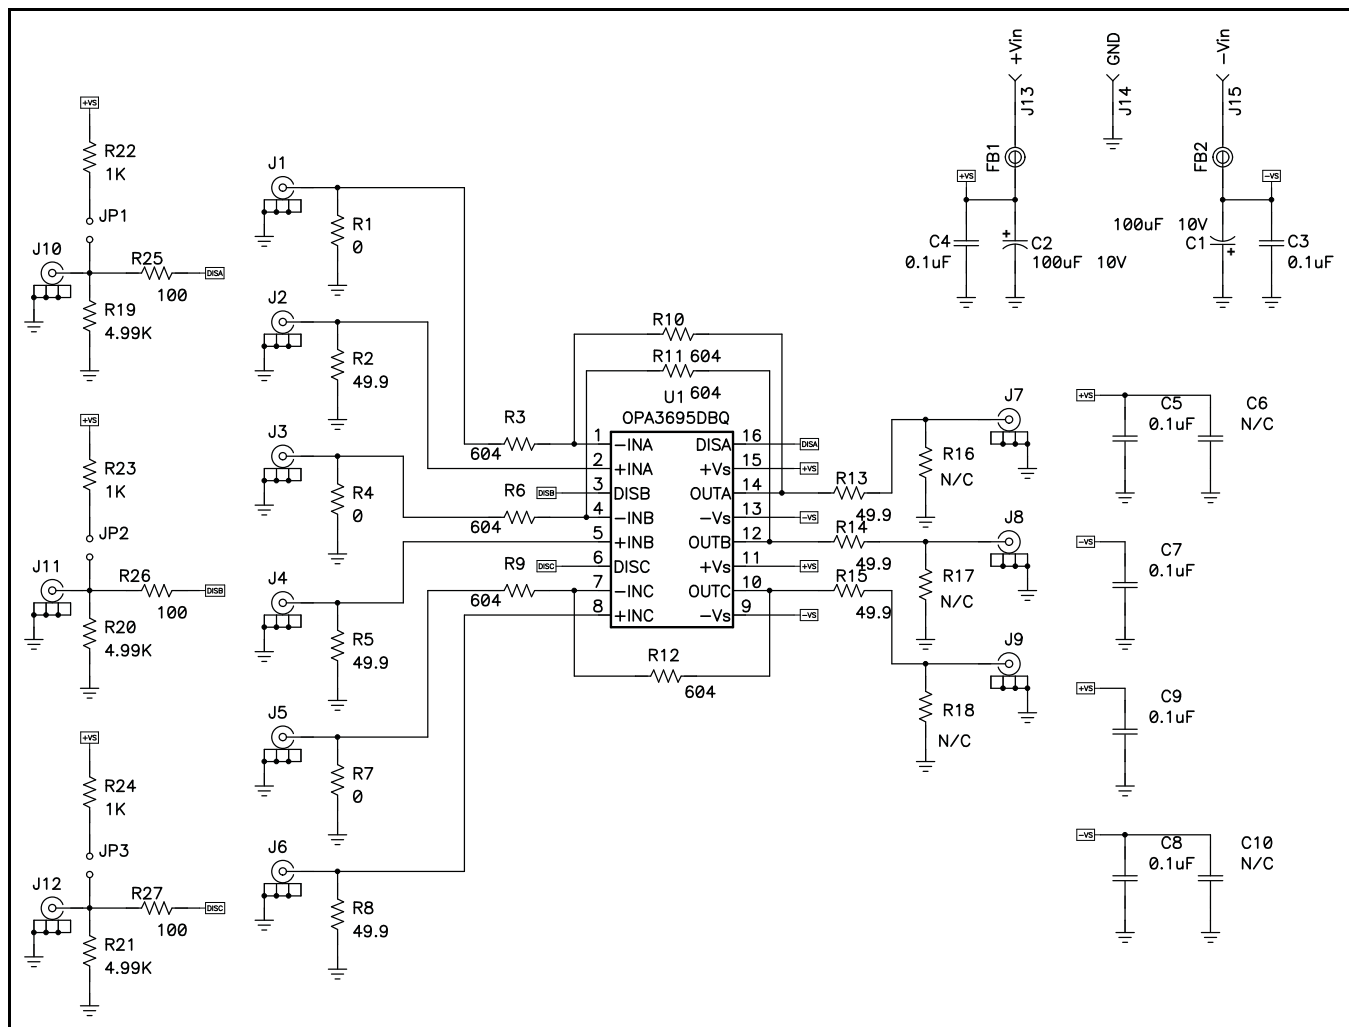 +Vin
J13
GND
J14
-Vin
J15
FB1
FB2
+VS
-VS
C4
0.1uF
+
C2
100uF 10V
100uF 10V
C1
+
C3
0.1uF
+VS
R22
1K
JP1
J10
R25
100
DISA
R19
4.99K
+VS
R23
1K
JP2
J11
R26
100
DISB
R20
4.99K
+VS
R24
1K
JP3
J12
R27
100
DISC
R21
4.99K
J1
R1
0
J2
R2
49.9
J3
R4
0
J4
R5
49.9
J5
R7
0
J6
R8
49.9
R3
604
R6
604
R9
604
R10
604
R11
604
R12
604
U1
OPA3695DBQ
1 -INA DISA 16 DISA
2 +INA +Vs 15 +VS
DISB 3 DISB OUTA 14
4 -INB -Vs 13 -VS
5 +INB OUTB 12
DISC 6 DISC +Vs 11 +VS
7 -INC OUTC 10
8 +INC -Vs 9 -VS
R13
49.9
R14
49.9
R15
49.9
R16
N/C
R17
N/C
R18
N/C
J7
J8
J9
+VS
C5
0.1uF
C6
N/C
-VS
C7
0.1uF
+VS
C9
0.1uF
-VS
C8
0.1uF
C10
N/C